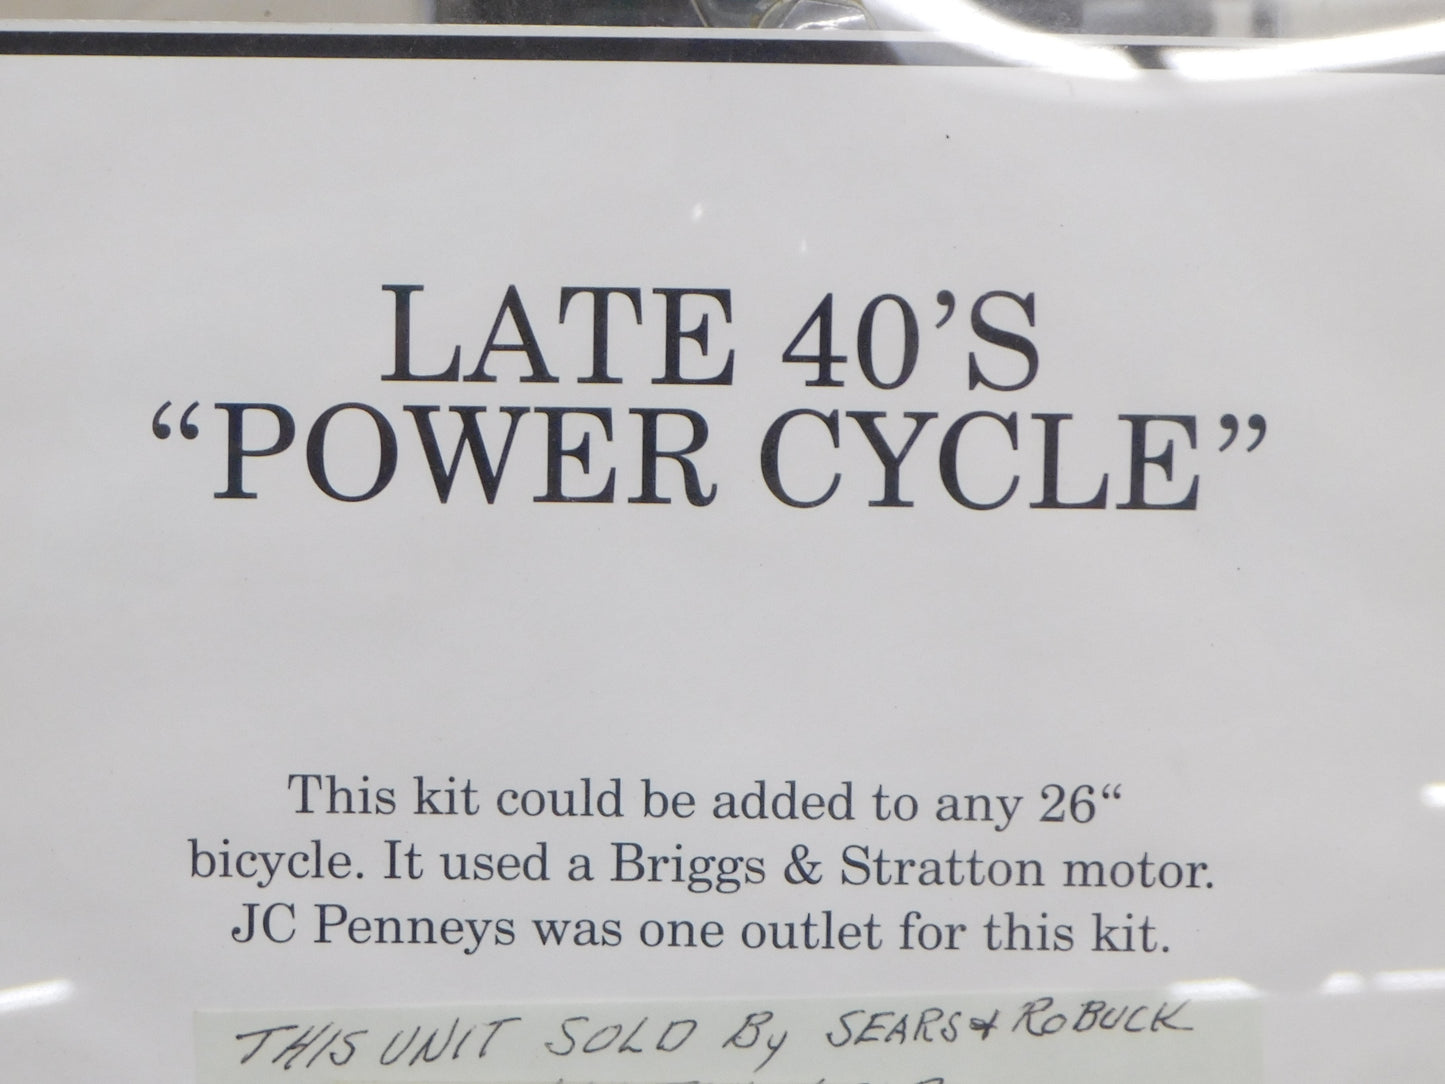 LATE 40’S
“POWER CYCLE”
This kit could be added to any 26“
bicycle. It used a Briggs & Stratton motor.
JC Penneys was one outlet for this kit.
THIS UNIT SOLD By SEARS & RoBUCK